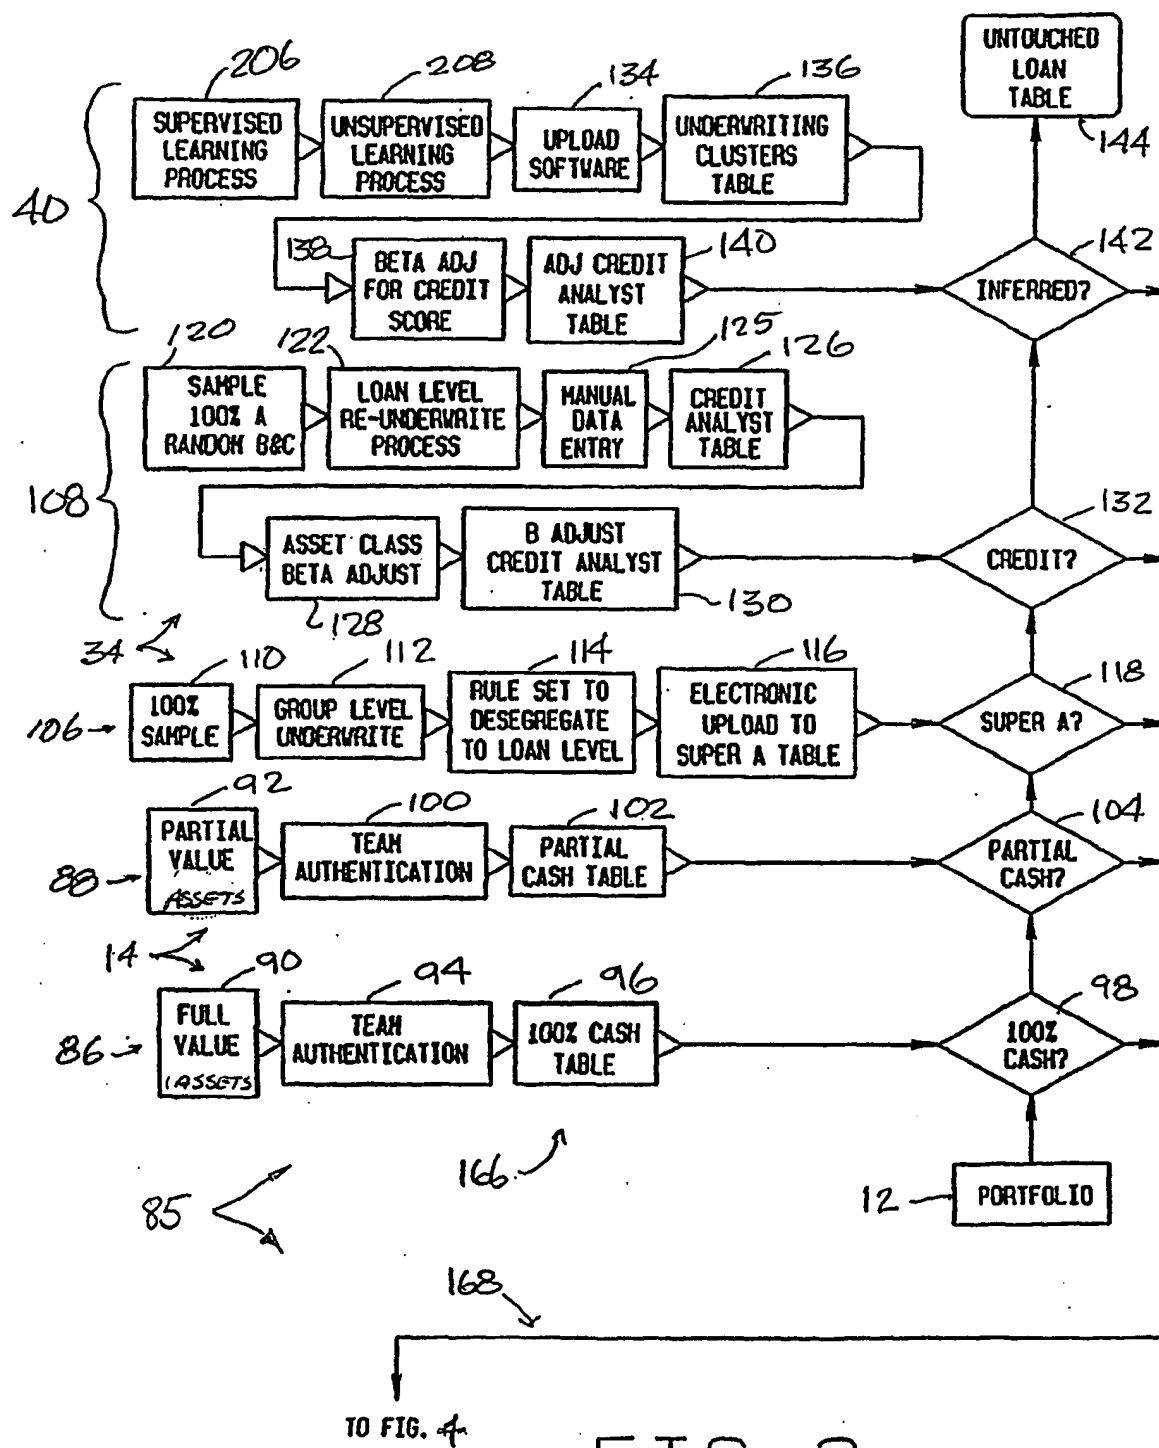 UNTOUCHED
LOAN
TABLE
144
206
208
134
136
SUPERVISED
LEARNING
PROCESS
UNSUPERVISED
LEARNING
PROCESS
UPLOAD
SOFTWARE
UNDERWRITING
CLUSTERS
TABLE
40
138
BETA ADJ
FOR CREDIT
SCORE
140
ADJ CREDIT
ANALYST
TABLE
142
INFERRED?
120
122
125
126
SAMPLE
100% A
RANDOM B&C
LOAN LEVEL
RE-UNDERWRITE
PROCESS
MANUAL
DATA
ENTRY
CREDIT
ANALYST
TABLE
108
132
ASSET CLASS
BETA ADJUST
128
B ADJUST
CREDIT ANALYST
TABLE
130
CREDIT?
34
110
112
114
116
118
106
100%
SAMPLE
GROUP LEVEL
UNDERWRITE
RULE SET TO
DESEGREGATE
TO LOAN LEVEL
ELECTRONIC
UPLOAD TO
SUPER A TABLE
SUPER A?
92
100
102
104
88
PARTIAL
VALUE
ASSETS
TEAM
AUTHENTICATION
PARTIAL
CASH TABLE
PARTIAL
CASH?
14
90
94
96
98
86
FULL
VALUE
ASSETS
TEAM
AUTHENTICATION
100% CASH
TABLE
100%
CASH?
166
85
12
PORTFOLIO
168
TO FIG. 4